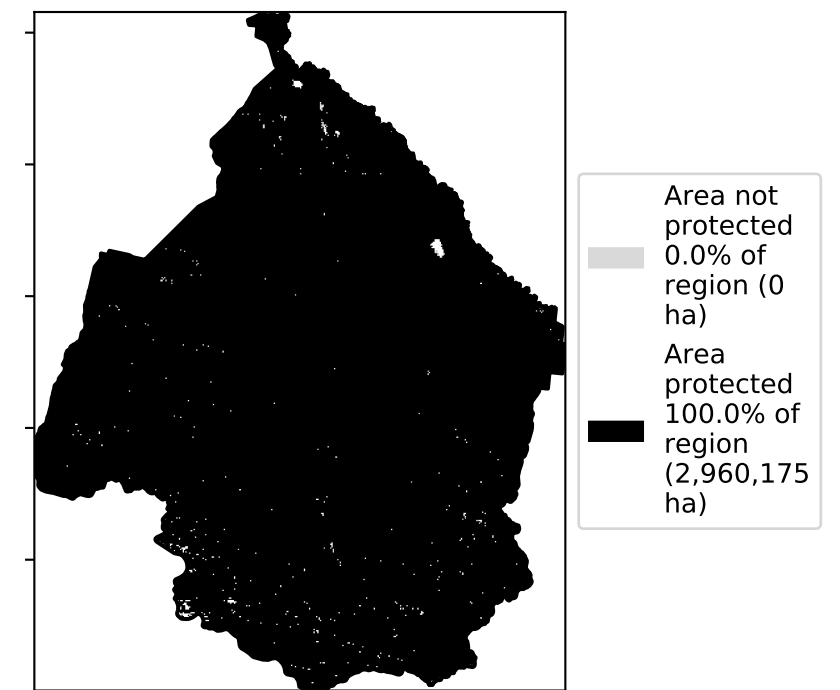 Area not
protected
0.0% of
region (0
ha)
Area
protected
100.0% of
region
(2,960,175
ha)